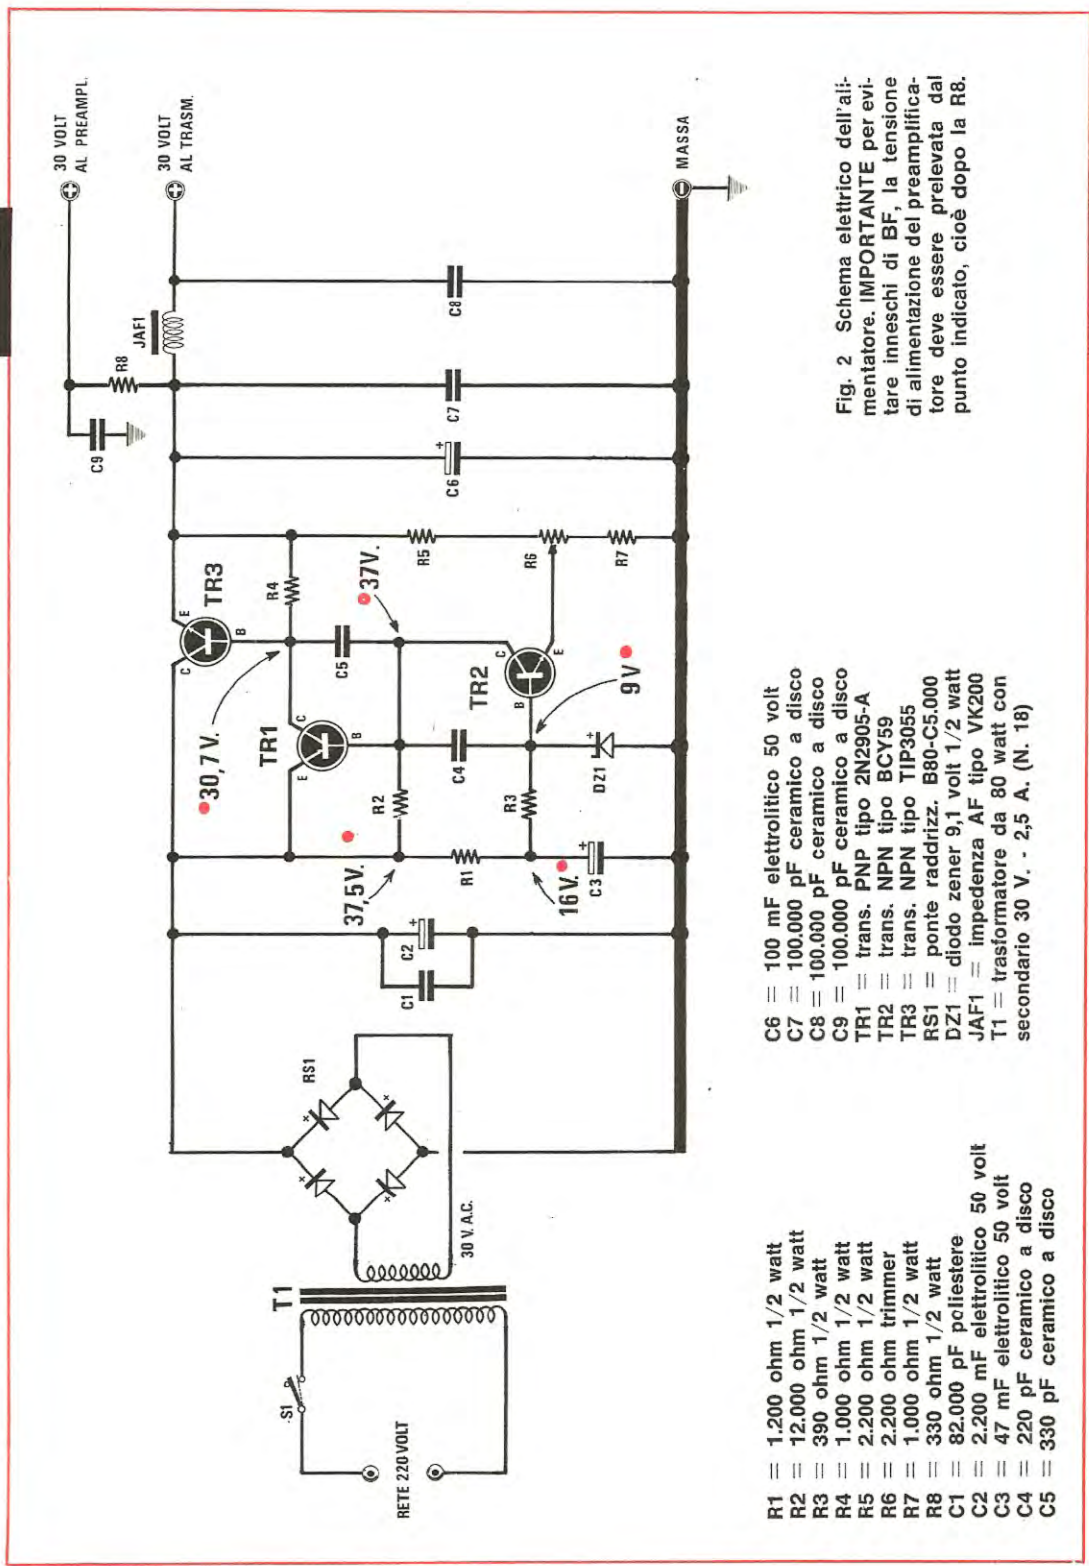 30 VOLT
AL PREAMPL.
30 VOLT
AL TRASM.
MASSA
JAF1
R8
C9
C8
C7
C6
+
TR3
C
E
B
R4
R5
R6
R7
30,7 V.
37V.
C5
TR1
E
C
B
TR2
C
E
B
9 V
C4
DZ1
R2
R3
37,5 V.
R1
16 V.
C3
+
C2
+
C1
RS1
+
+
+
+
T1
30 V. A.C.
S1
RETE 220 VOLT
Fig. 2 Schema elettrico dell'ali-
mentatore. IMPORTANTE per evi-
tare inneschi di BF, la tensione
di alimentazione del preamplifica-
tore deve essere prelevata dal
punto indicato, cioè dopo la R8.
R1 = 1.200 ohm 1/2 watt
R2 = 12.000 ohm 1/2 watt
R3 = 390 ohm 1/2 watt
R4 = 1.000 ohm 1/2 watt
R5 = 2.200 ohm 1/2 watt
R6 = 2.200 ohm trimmer
R7 = 1.000 ohm 1/2 watt
R8 = 330 ohm 1/2 watt
C1 = 82.000 pF poliestere
C2 = 2.200 mF elettrolitico 50 volt
C3 = 47 mF elettrolitico 50 volt
C4 = 220 pF ceramico a disco
C5 = 330 pF ceramico a disco
C6 = 100 mF elettrolitico 50 volt
C7 = 100.000 pF ceramico a disco
C8 = 100.000 pF ceramico a disco
C9 = 100.000 pF ceramico a disco
TR1 = trans. PNP tipo 2N2905-A
TR2 = trans. NPN tipo BCY59
TR3 = trans. NPN tipo TIP3055
RS1 = ponte raddrizz. B80-C5.000
DZ1 = diodo zener 9,1 volt 1/2 watt
JAF1 = impedenza AF tipo VK200
T1 = trasformatore da 80 watt con
secondario 30 V. - 2,5 A. (N. 18)